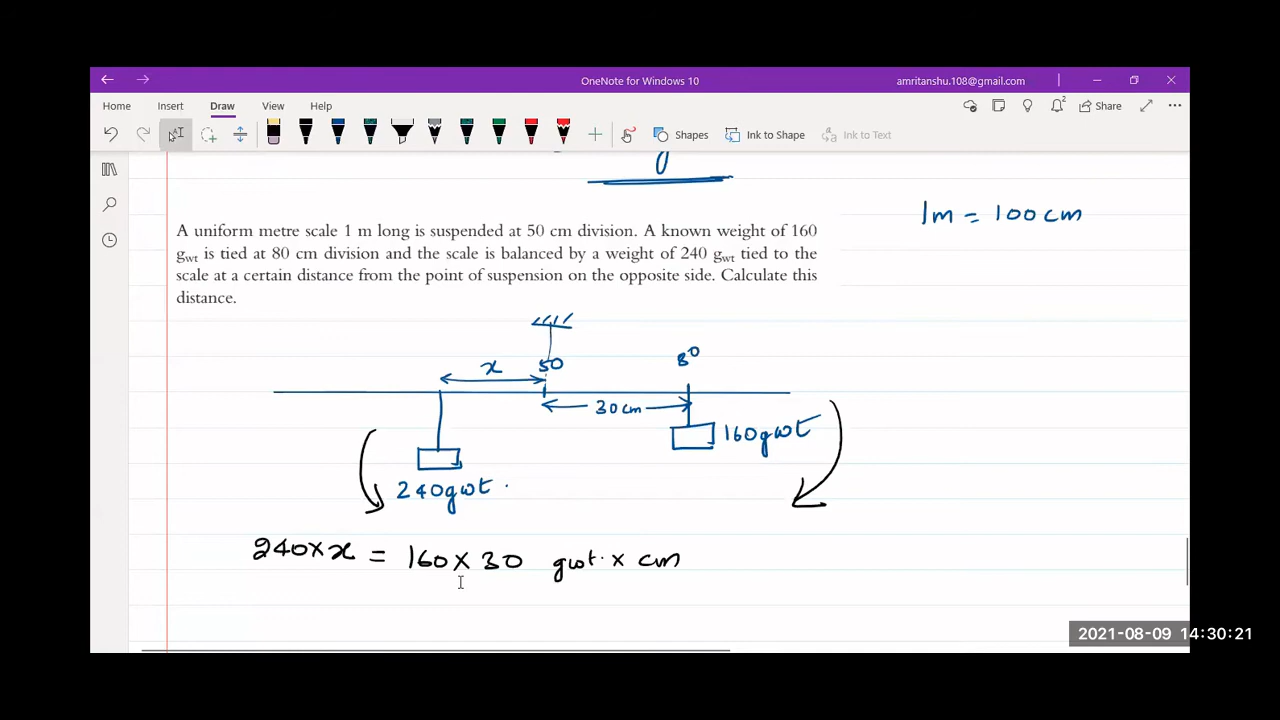 OneNote for Windows 10
amritanshu.108@gmail.com
Home Insert Draw View Help
Share
Shapes Ink to Shape Ink to Text
1m = 100 cm
A uniform metre scale 1 m long is suspended at 50 cm division. A known weight of 160
gwt is tied at 80 cm division and the scale is balanced by a weight of 240 gwt tied to the
scale at a certain distance from the point of suspension on the opposite side. Calculate this
distance.
x 50 80
30 cm
160gwt
240gwt.
240 x x = 160 x 30 gwt. x cm
2021-08-09 14:30:21